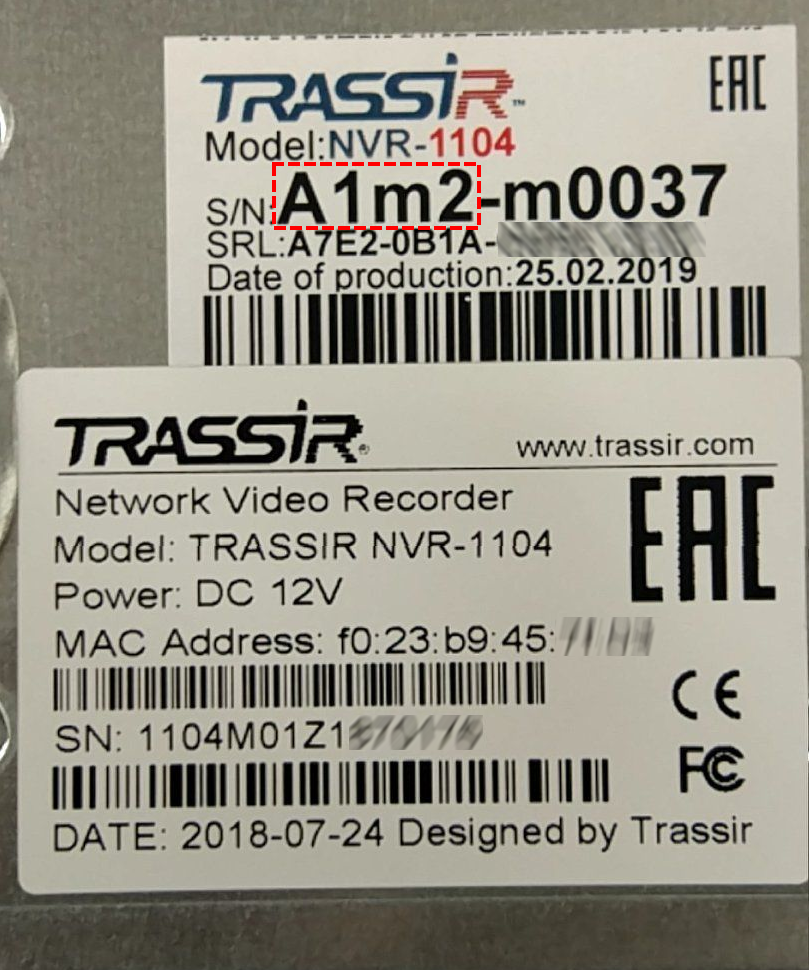 TRASSIR™
EAC
Model:NVR-1104
S/N:A1m2-m0037
SRL:A7E2-0B1A-
Date of production:25.02.2019
TRASSIR®
www.trassir.com
Network Video Recorder
EAC
Model: TRASSIR NVR-1104
Power: DC 12V
MAC Address: f0:23:b9:45:
CE
SN: 1104M01Z1
FC
DATE: 2018-07-24 Designed by Trassir